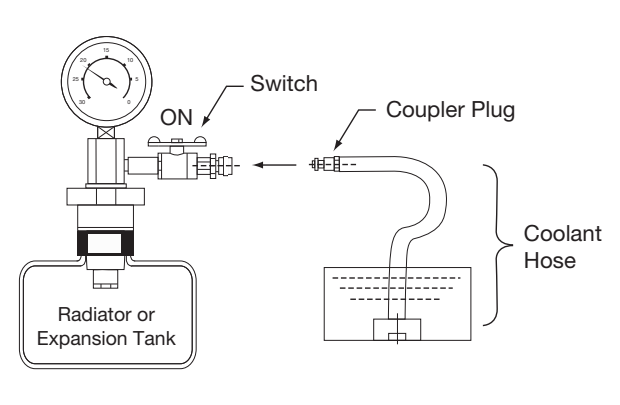 15
20
10
25
5
30
0
Switch
ON
Coupler Plug
Coolant
Hose
Radiator or
Expansion Tank